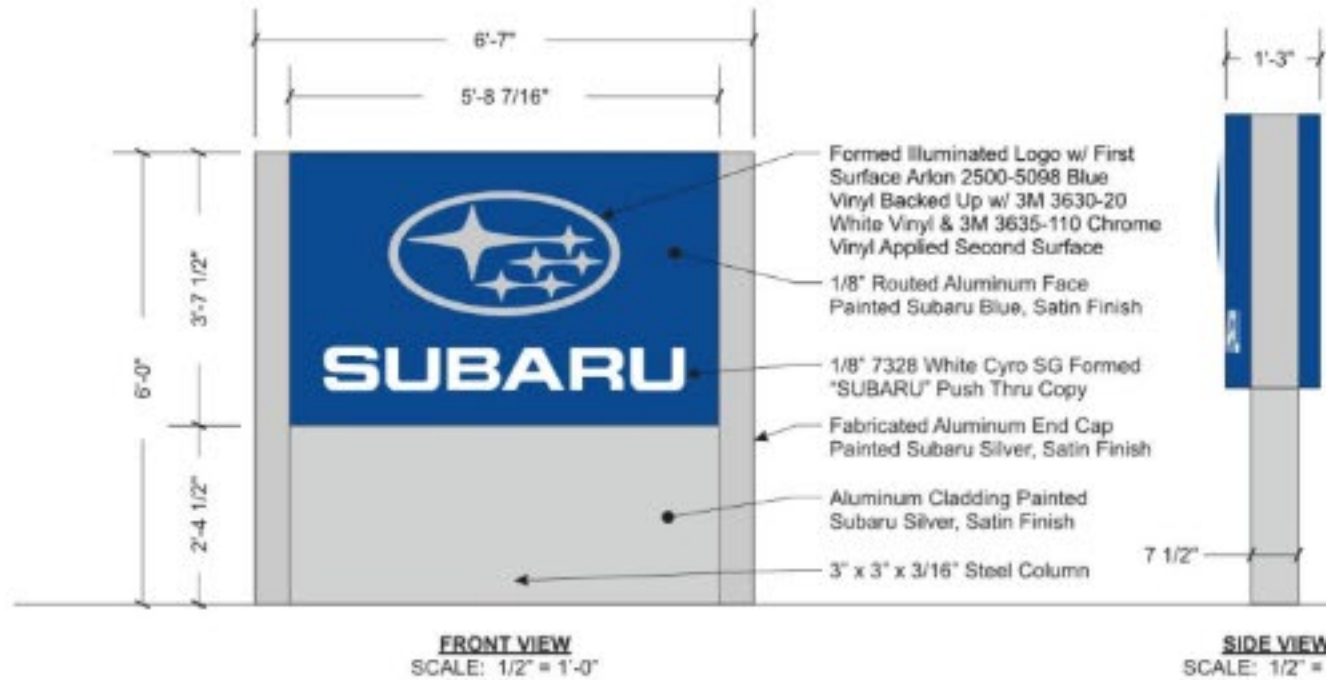 6'-7"
1'-3"
5'-8 7/16"
Formed Illuminated Logo w/ First
Surface Arlon 2500-5098 Blue
Vinyl Backed Up w/ 3M 3630-20
White Vinyl & 3M 3635-110 Chrome
Vinyl Applied Second Surface
3'-7 1/2"
1/8" Routed Aluminum Face
Painted Subaru Blue, Satin Finish
SUBARU
6'-0"
1/8" 7328 White Cyro SG Formed
"SUBARU" Push Thru Copy
Fabricated Aluminum End Cap
Painted Subaru Silver, Satin Finish
2'-4 1/2"
Aluminum Cladding Painted
Subaru Silver, Satin Finish
7 1/2"
3" x 3" x 3/16" Steel Column
FRONT VIEW
SCALE: 1/2" = 1'-0"
SIDE VIEW
SCALE: 1/2" =